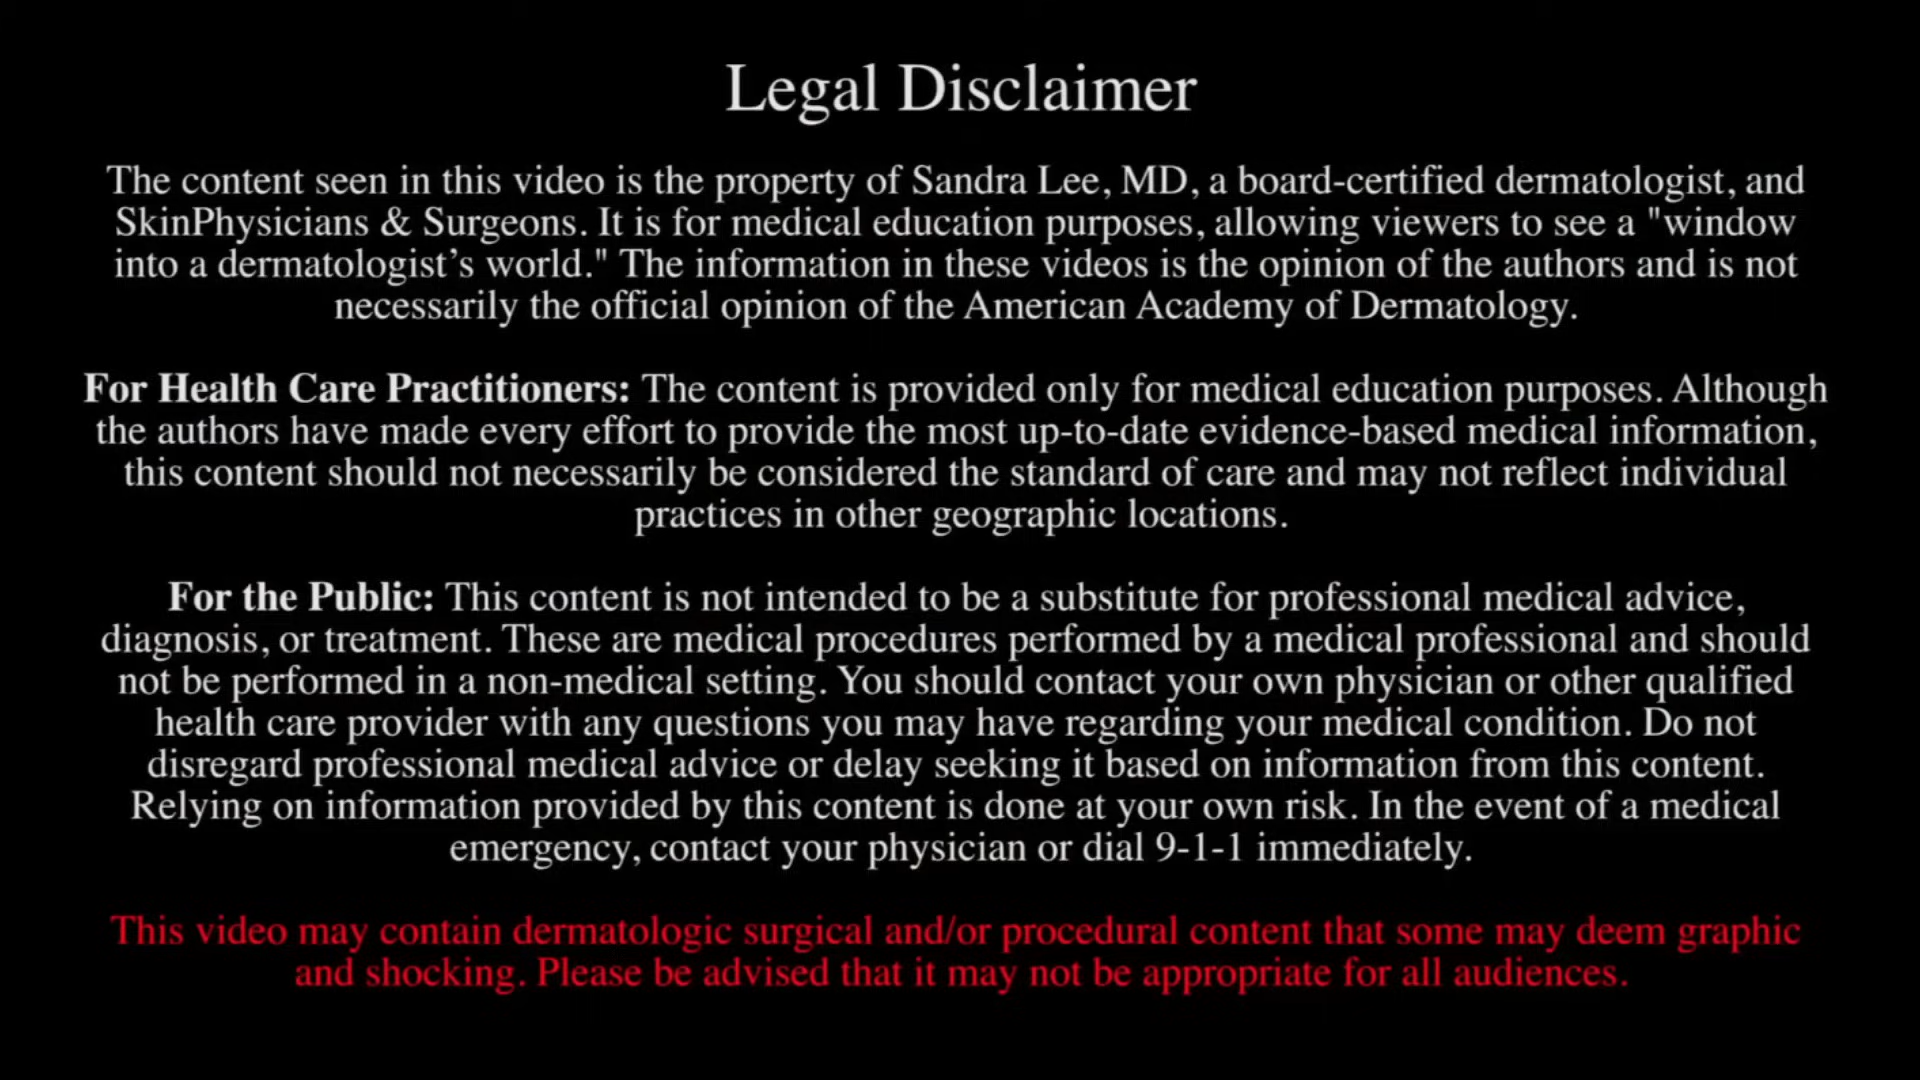 Legal Disclaimer
The content seen in this video is the property of Sandra Lee, MD, a board-certified dermatologist, and
SkinPhysicians & Surgeons. It is for medical education purposes, allowing viewers to see a "window
into a dermatologist’s world." The information in these videos is the opinion of the authors and is not
necessarily the official opinion of the American Academy of Dermatology.
For Health Care Practitioners: The content is provided only for medical education purposes. Although
the authors have made every effort to provide the most up-to-date evidence-based medical information,
this content should not necessarily be considered the standard of care and may not reflect individual
practices in other geographic locations.
For the Public: This content is not intended to be a substitute for professional medical advice,
diagnosis, or treatment. These are medical procedures performed by a medical professional and should
not be performed in a non-medical setting. You should contact your own physician or other qualified
health care provider with any questions you may have regarding your medical condition. Do not
disregard professional medical advice or delay seeking it based on information from this content.
Relying on information provided by this content is done at your own risk. In the event of a medical
emergency, contact your physician or dial 9-1-1 immediately.
This video may contain dermatologic surgical and/or procedural content that some may deem graphic
and shocking. Please be advised that it may not be appropriate for all audiences.